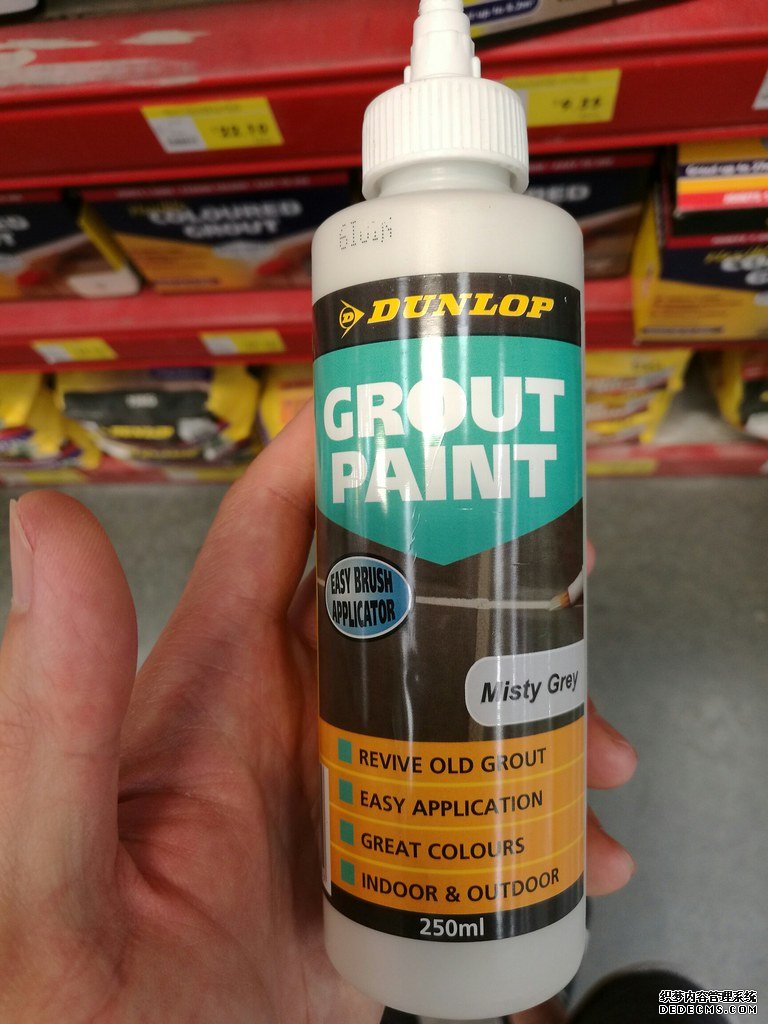 COLOURED
GROUT
DUNLOP
GROUT
PAINT
EASY BRUSH
APPLICATOR
Misty Grey
REVIVE OLD GROUT
EASY APPLICATION
GREAT COLOURS
INDOOR & OUTDOOR
250ml
DUNLOP
织梦内容管理系统
DEDECMS.COM